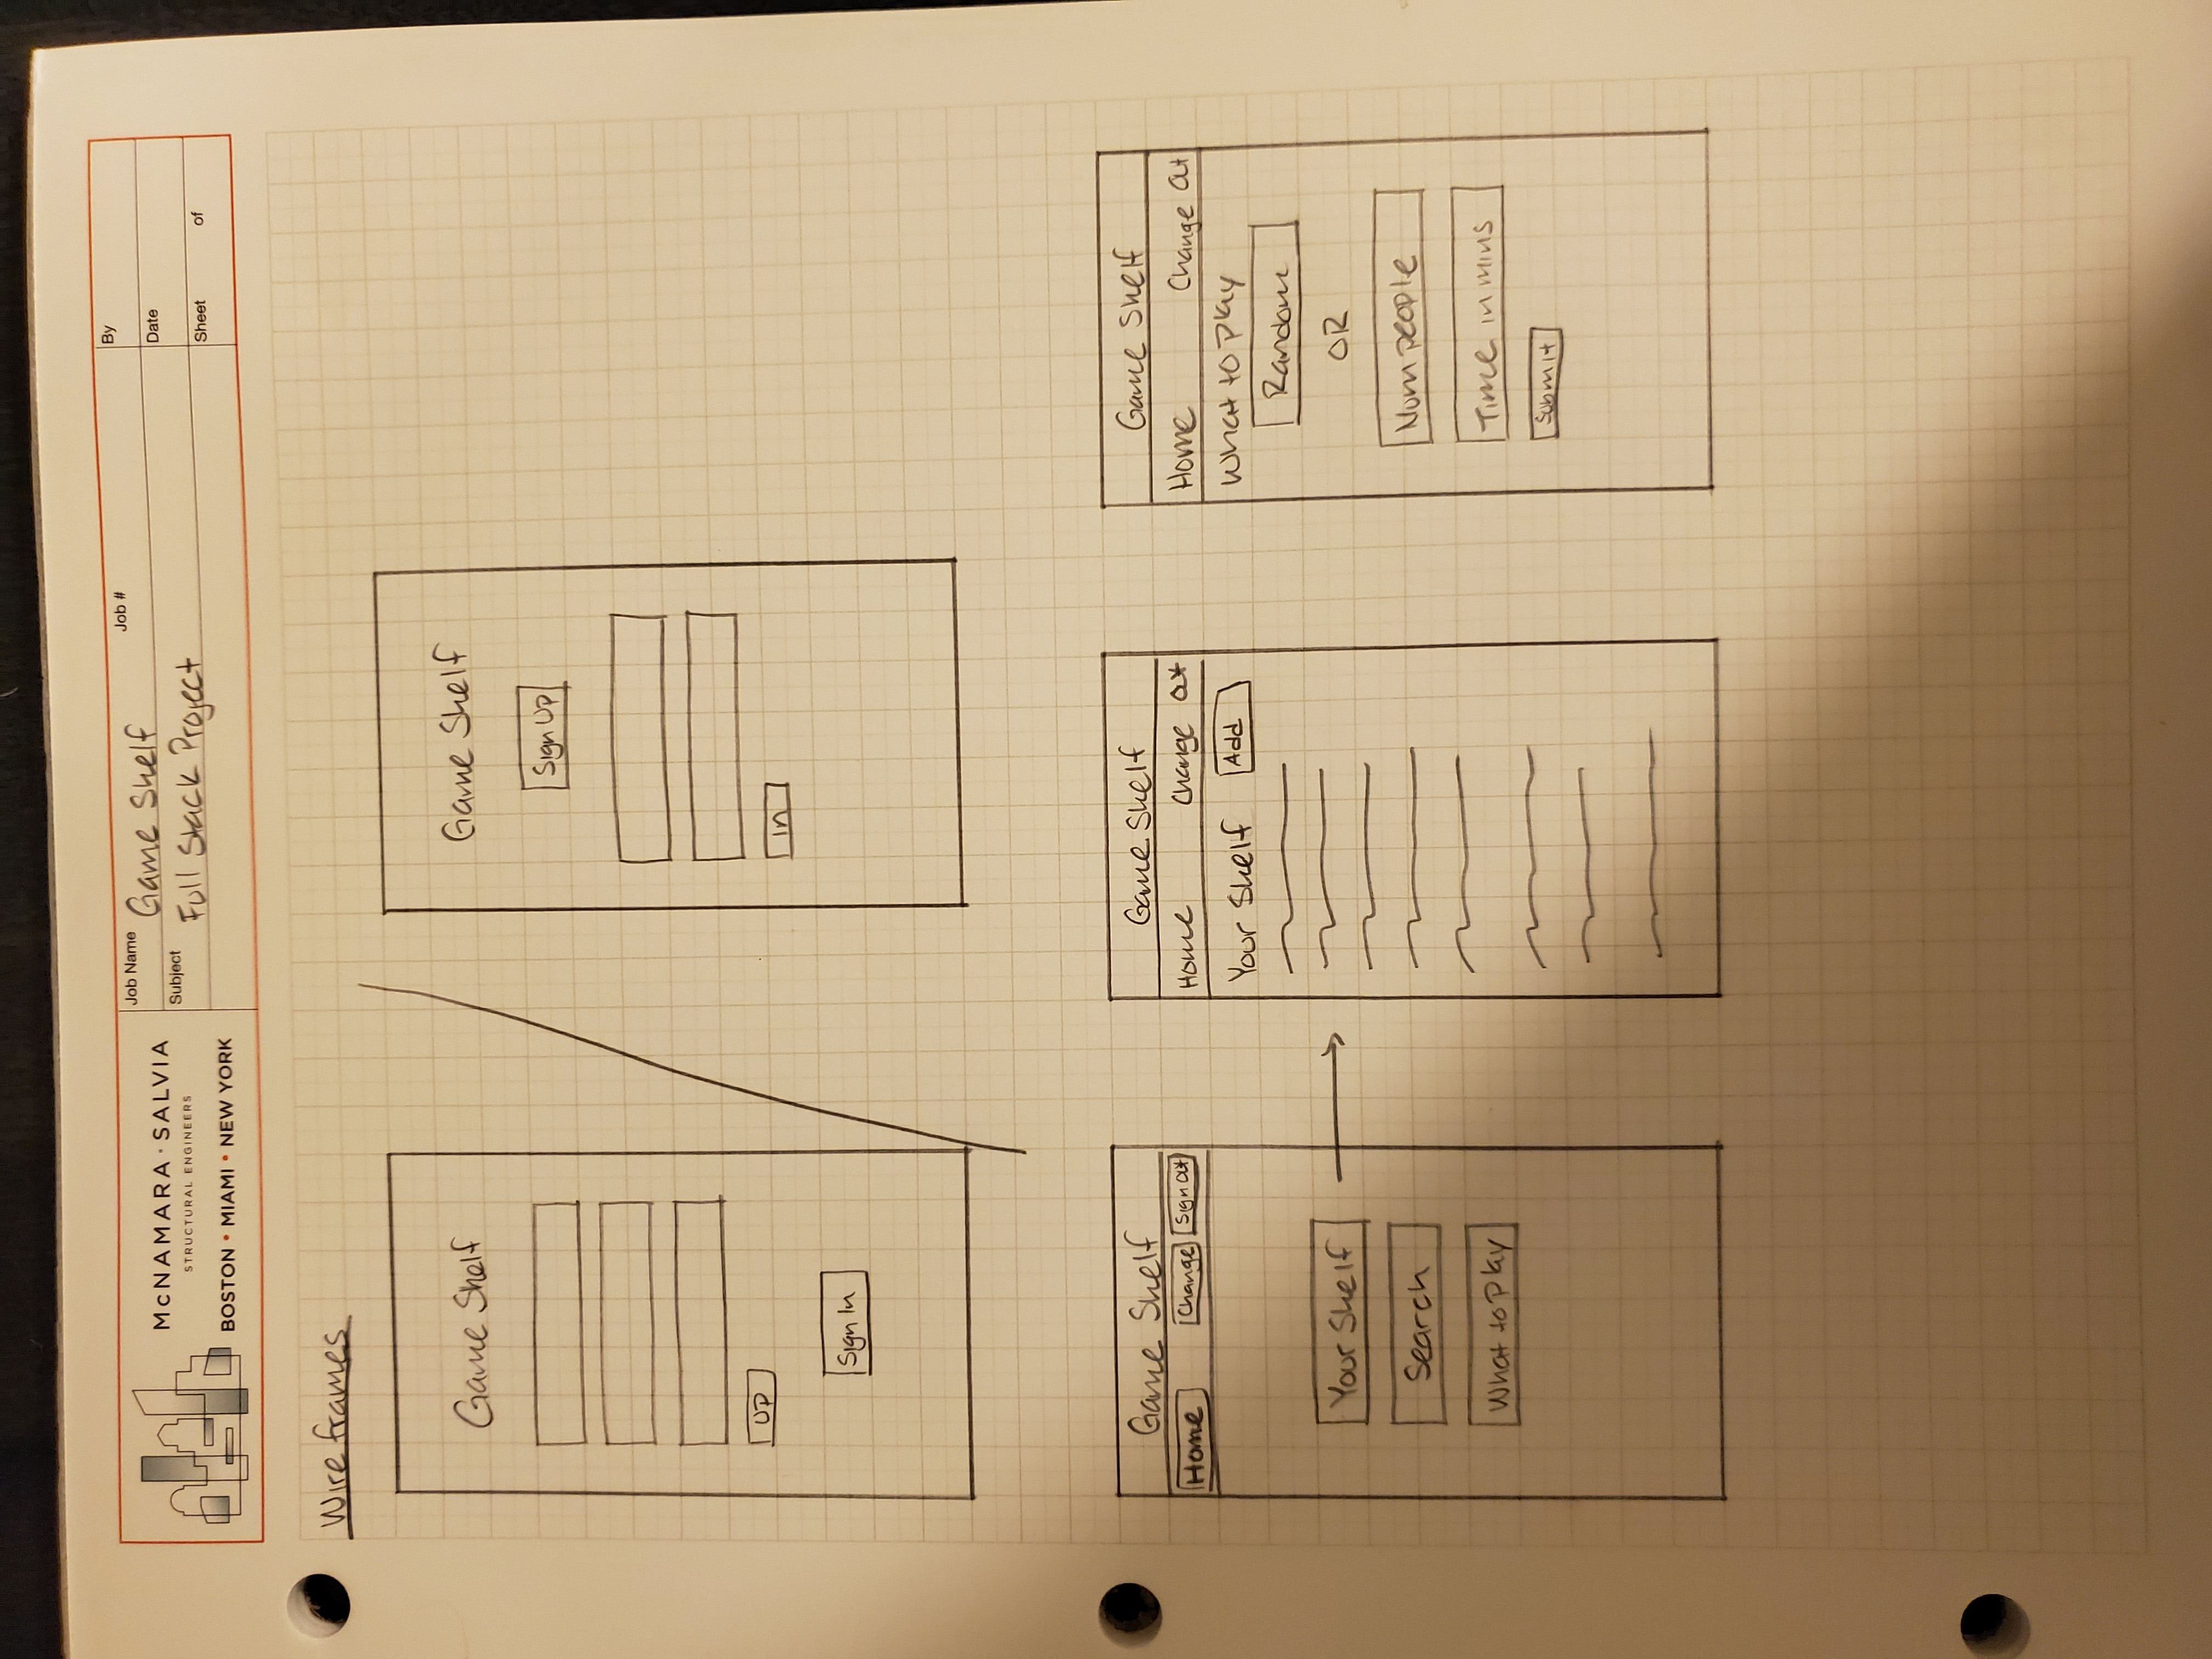 McNAMARA · SALVIA
STRUCTURAL ENGINEERS
BOSTON • MIAMI • NEW YORK
Job Name Game Shelf Job #
Subject Full Stack Project
By
Date
Sheet of
Wireframes
Game Shelf
UP
Sign In
Game Shelf
Sign Up
In
Game Shelf
Home Change Sign Out
Your Shelf
Search
What to Play
Game Shelf
Home Change Out
Your Shelf Add
Game Shelf
Home Change Out
What to Play
Random
OR
Num people
Time in mins
Submit